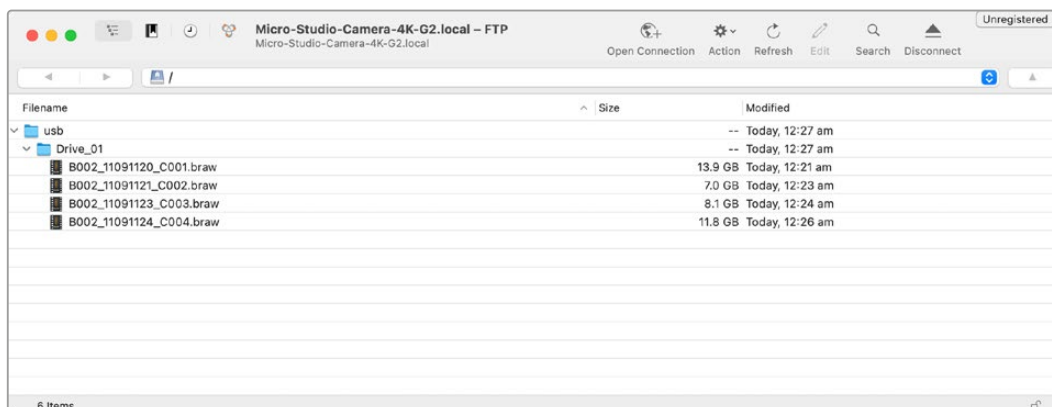 Micro-Studio-Camera-4K-G2.local – FTP
Micro-Studio-Camera-4K-G2.local
Open Connection Action Refresh Edit Search Disconnect
Unregistered
/
Filename Size Modified
usb -- Today, 12:27 am
Drive_01 -- Today, 12:27 am
B002_11091120_C001.braw 13.9 GB Today, 12:21 am
B002_11091121_C002.braw 7.0 GB Today, 12:23 am
B002_11091123_C003.braw 8.1 GB Today, 12:24 am
B002_11091124_C004.braw 11.8 GB Today, 12:26 am
6 Items